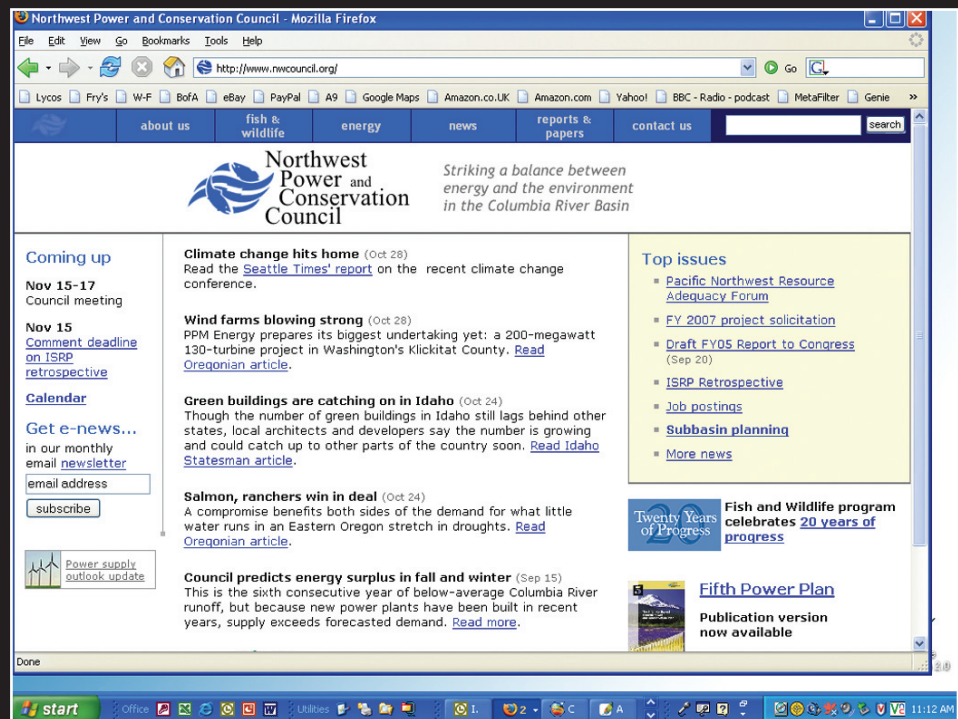 Northwest Power and Conservation Council - Mozilla Firefox
File Edit View Go Bookmarks Tools Help
http://www.nwcouncil.org/ Go G
Lycos Fry's W-F BofA eBay PayPal A9 Google Maps Amazon.co.UK Amazon.com Yahoo! BBC - Radio - podcast MetaFilter Genie »
about us fish & wildlife energy news reports & papers contact us search
Northwest
Power and
Conservation
Council
Striking a balance between
energy and the environment
in the Columbia River Basin
Coming up
Nov 15-17
Council meeting
Nov 15
Comment deadline
on ISRP
retrospective
Calendar
Get e-news...
in our monthly
email newsletter
email address
subscribe
Power supply
outlook update
Climate change hits home (Oct 28)
Read the Seattle Times' report on the recent climate change
conference.
Wind farms blowing strong (Oct 28)
PPM Energy prepares its biggest undertaking yet: a 200-megawatt
130-turbine project in Washington's Klickitat County. Read
Oregonian article.
Green buildings are catching on in Idaho (Oct 24)
Though the number of green buildings in Idaho still lags behind other
states, local architects and developers say the number is growing
and could catch up to other parts of the country soon. Read Idaho
Statesman article.
Salmon, ranchers win in deal (Oct 24)
A compromise benefits both sides of the demand for what little
water runs in an Eastern Oregon stretch in droughts. Read
Oregonian article.
Council predicts energy surplus in fall and winter (Sep 15)
This is the sixth consecutive year of below-average Columbia River
runoff, but because new power plants have been built in recent
years, supply exceeds forecasted demand. Read more.
Top issues
Pacific Northwest Resource
Adequacy Forum
FY 2007 project solicitation
Draft FY05 Report to Congress
(Sep 20)
ISRP Retrospective
Job postings
Subbasin planning
More news
Twenty Years
of Progress
20
Fish and Wildlife program
celebrates 20 years of
progress
Fifth Power Plan
Publication version
now available
Done
2.0
start Office Utilities I. 2 C A 11:12 AM